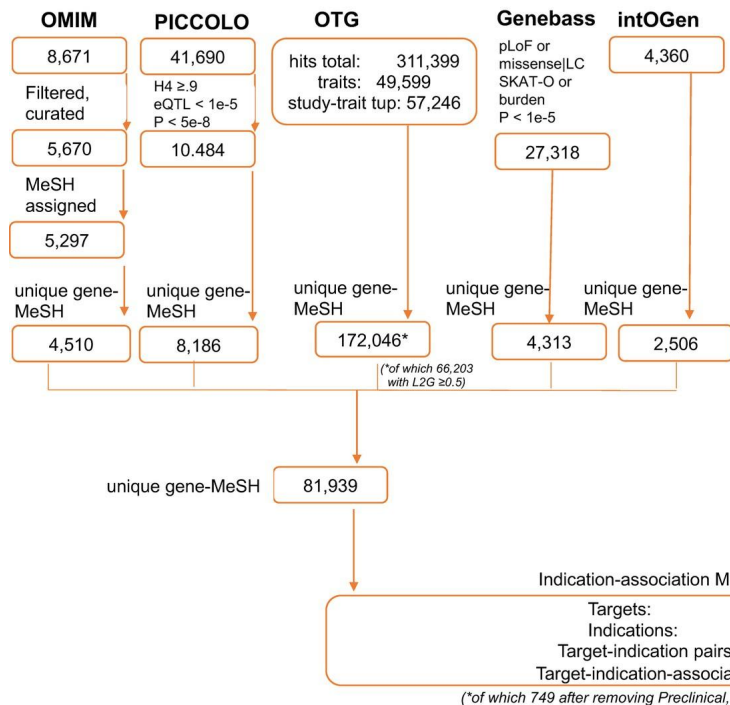 OMIM
8,671
Filtered,
curated
5,670
MeSH
assigned
5,297
unique gene-
MeSH
4,510
PICCOLO
41,690
H4 ≥.9
eQTL < 1e-5
P < 5e-8
10.484
unique gene-
MeSH
8,186
OTG
hits total: 311,399
traits: 49,599
study-trait tup: 57,246
unique gene-
MeSH
172,046*
(*of which 66,203
with L2G ≥0.5)
Genebass
pLoF or
missense|LC
SKAT-O or
burden
P < 1e-5
27,318
unique gene-
MeSH
4,313
intOGen
4,360
unique gene-
MeSH
2,506
unique gene-MeSH
81,939
Indication-association M
Targets:
Indications:
Target-indication pairs
Target-indication-associa
(*of which 749 after removing Preclinical,